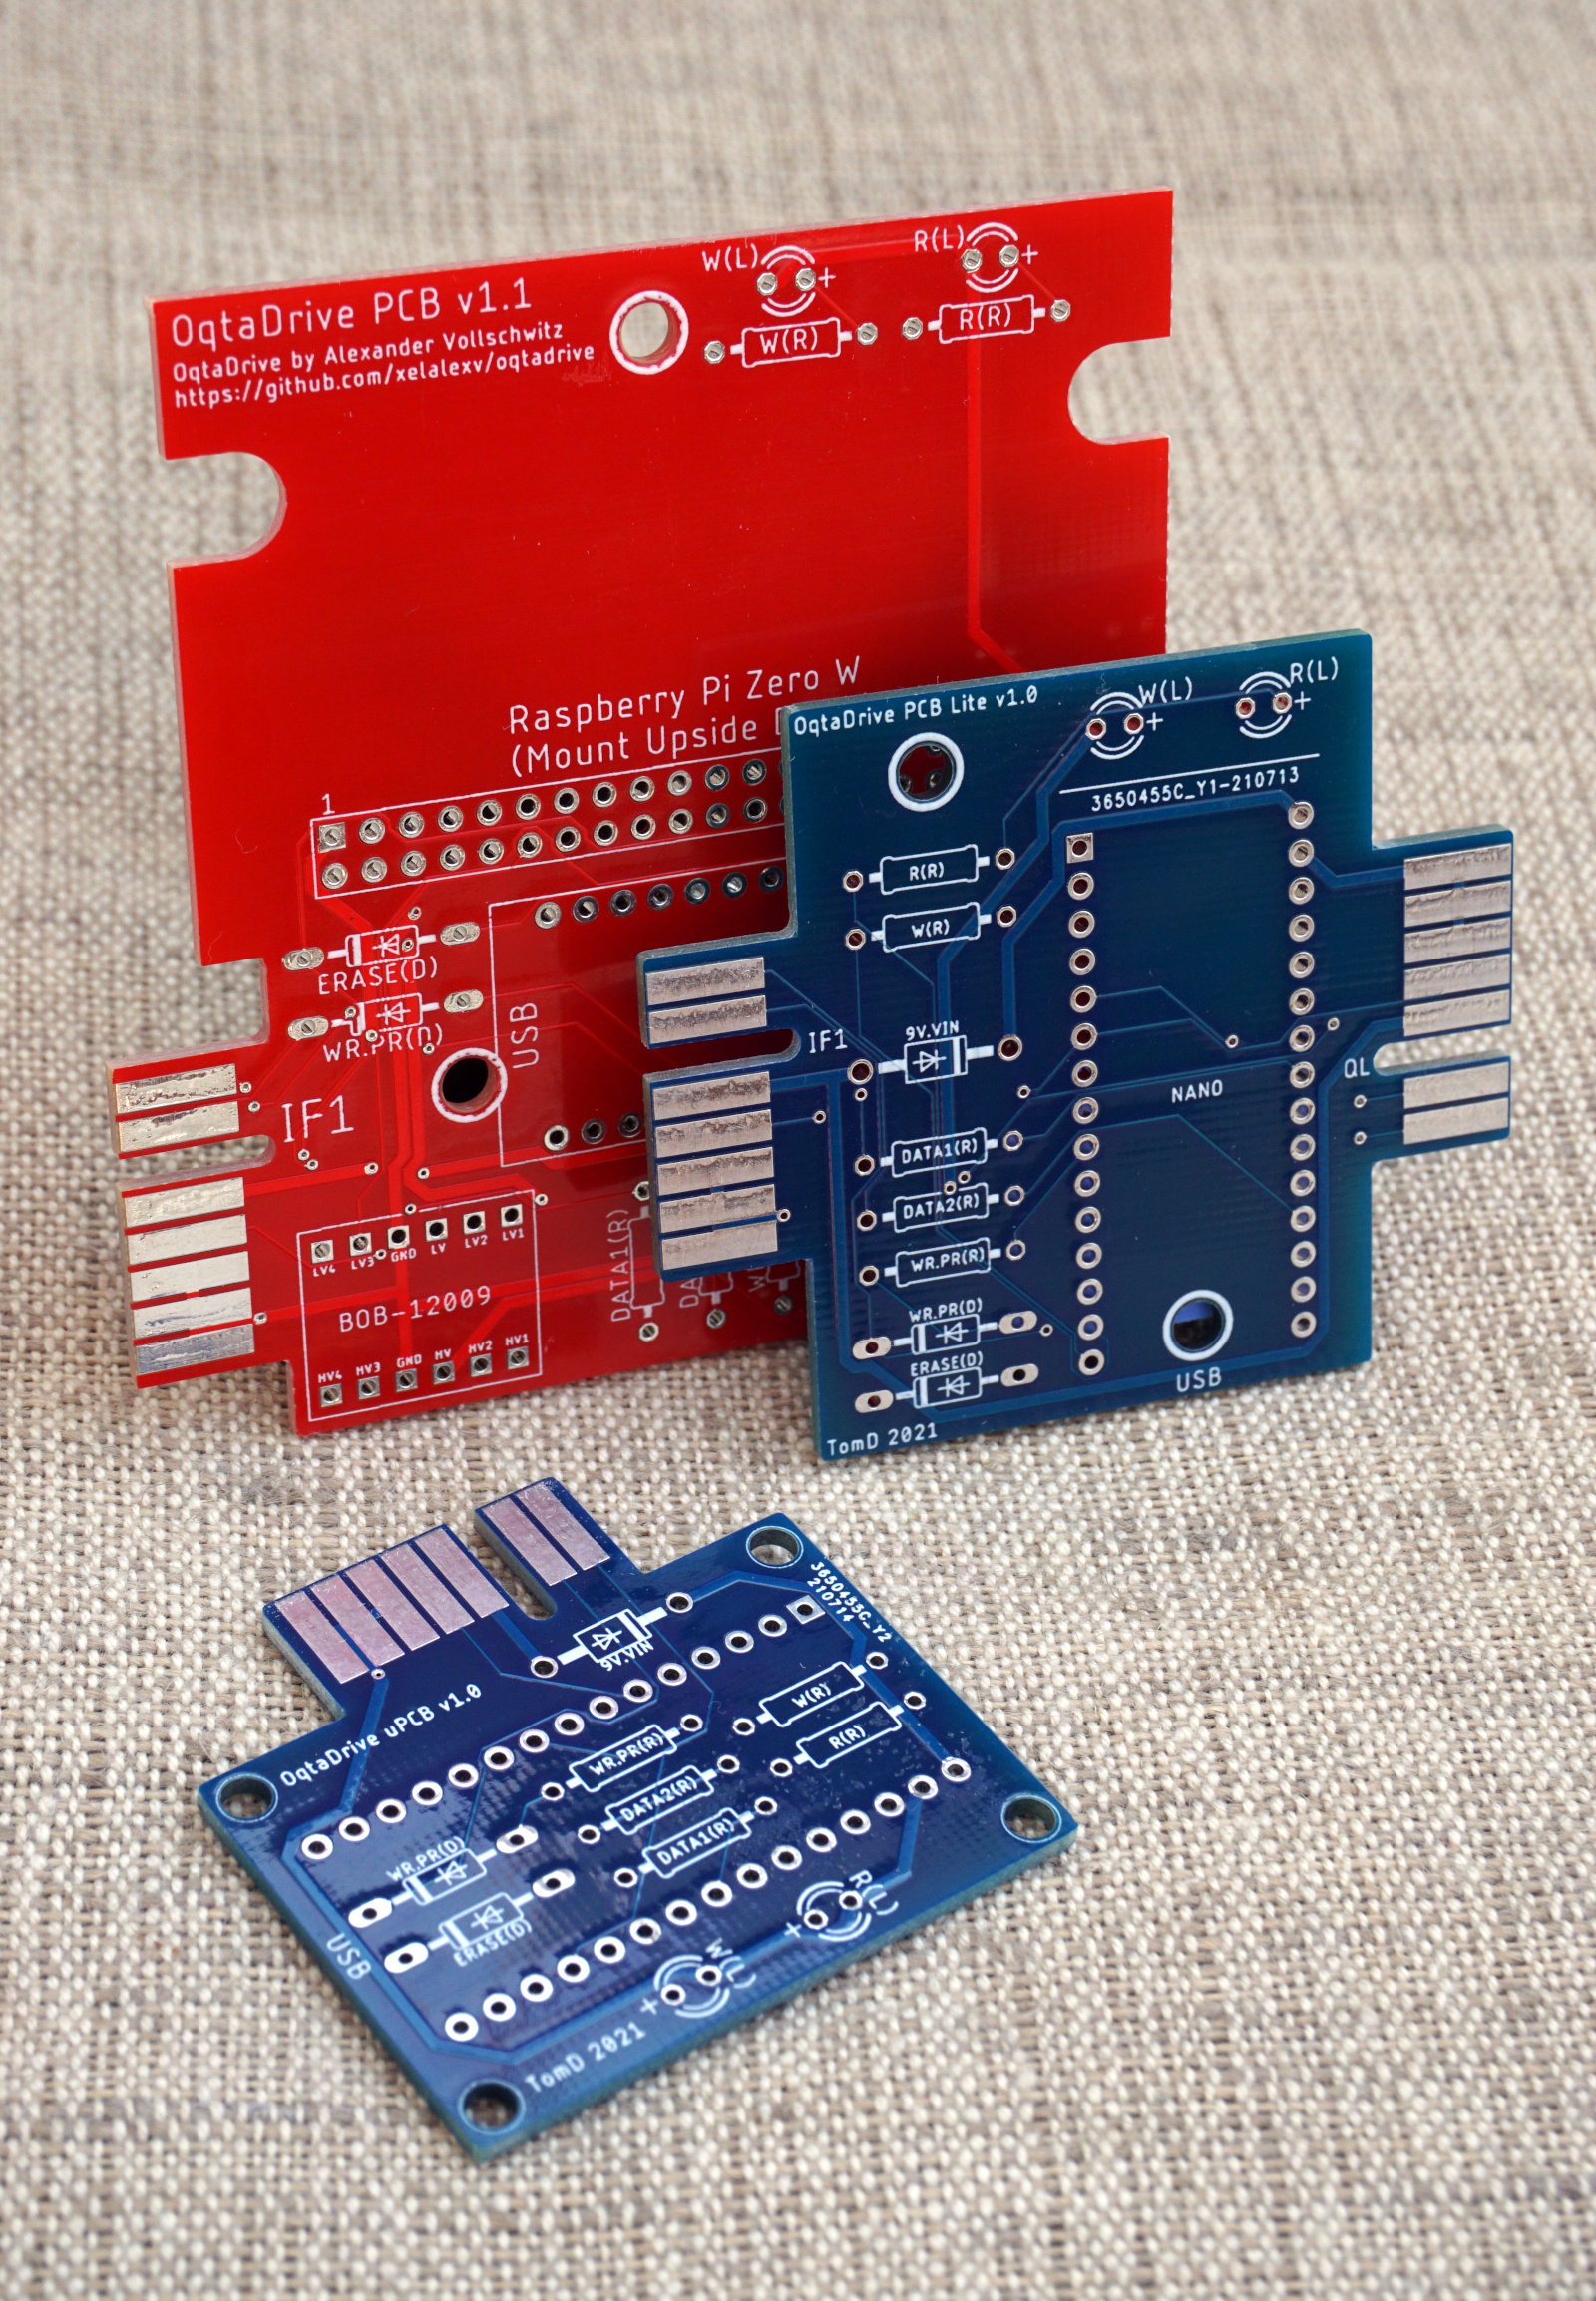 OqtaDrive PCB v1.1
OqtaDrive by Alexander Vollschwitz
https://github.com/xelalexv/oqtadrive
W(L)
+
R(L)
+
W(R)
R(R)
Raspberry Pi Zero W
(Mount Upside
1
ERASE(D)
WR.PR(D)
USB
IF1
LV4
LV3
GND
LV
LV2
LV1
BOB-12009
HV4
HV3
GND
HV
HV2
HV1
DATA1(R)
OqtaDrive PCB Lite v1.0
W(L)
+
R(L)
+
3650455C_Y1-210713
R(R)
W(R)
IF1
9V.VIN
QL
NANO
DATA1(R)
DATA2(R)
WR.PR(R)
WR.PR(D)
ERASE(D)
USB
TomD 2021
3650455C_Y2
210714
9V.VIN
OqtaDrive uPCB v1.0
W(R)
R(R)
WR.PR(R)
DATA2(R)
DATA1(R)
WR.PR(D)
ERASE(D)
USB
R(L)
+
W(L)
+
TomD 2021